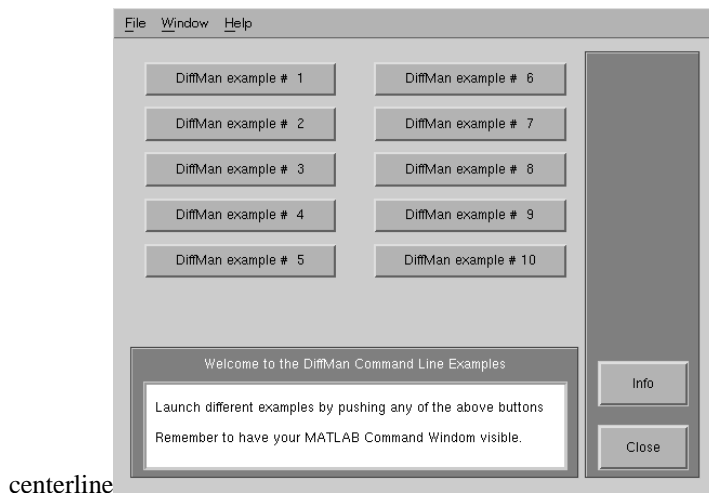 File Window Help
DiffMan example # 1
DiffMan example # 6
DiffMan example # 2
DiffMan example # 7
DiffMan example # 3
DiffMan example # 8
DiffMan example # 4
DiffMan example # 9
DiffMan example # 5
DiffMan example # 10
Welcome to the DiffMan Command Line Examples
Launch different examples by pushing any of the above buttons
Remember to have your MATLAB Command Windom visible.
Info
Close
centerline